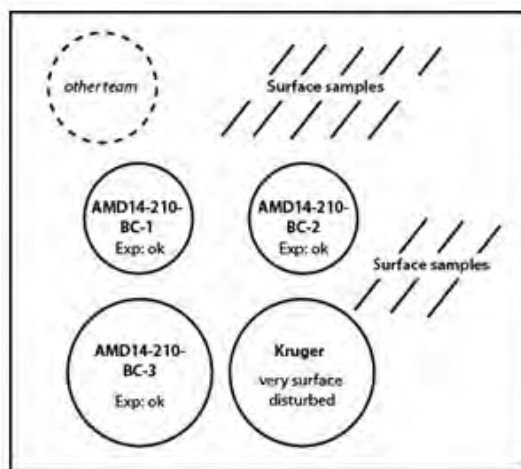 other team
Surface samples
AMD14-210-
BC-1
Exp: ok
AMD14-210-
BC-2
Exp: ok
Surface samples
AMD14-210-
BC-3
Exp: ok
Kruger
very surface
disturbed